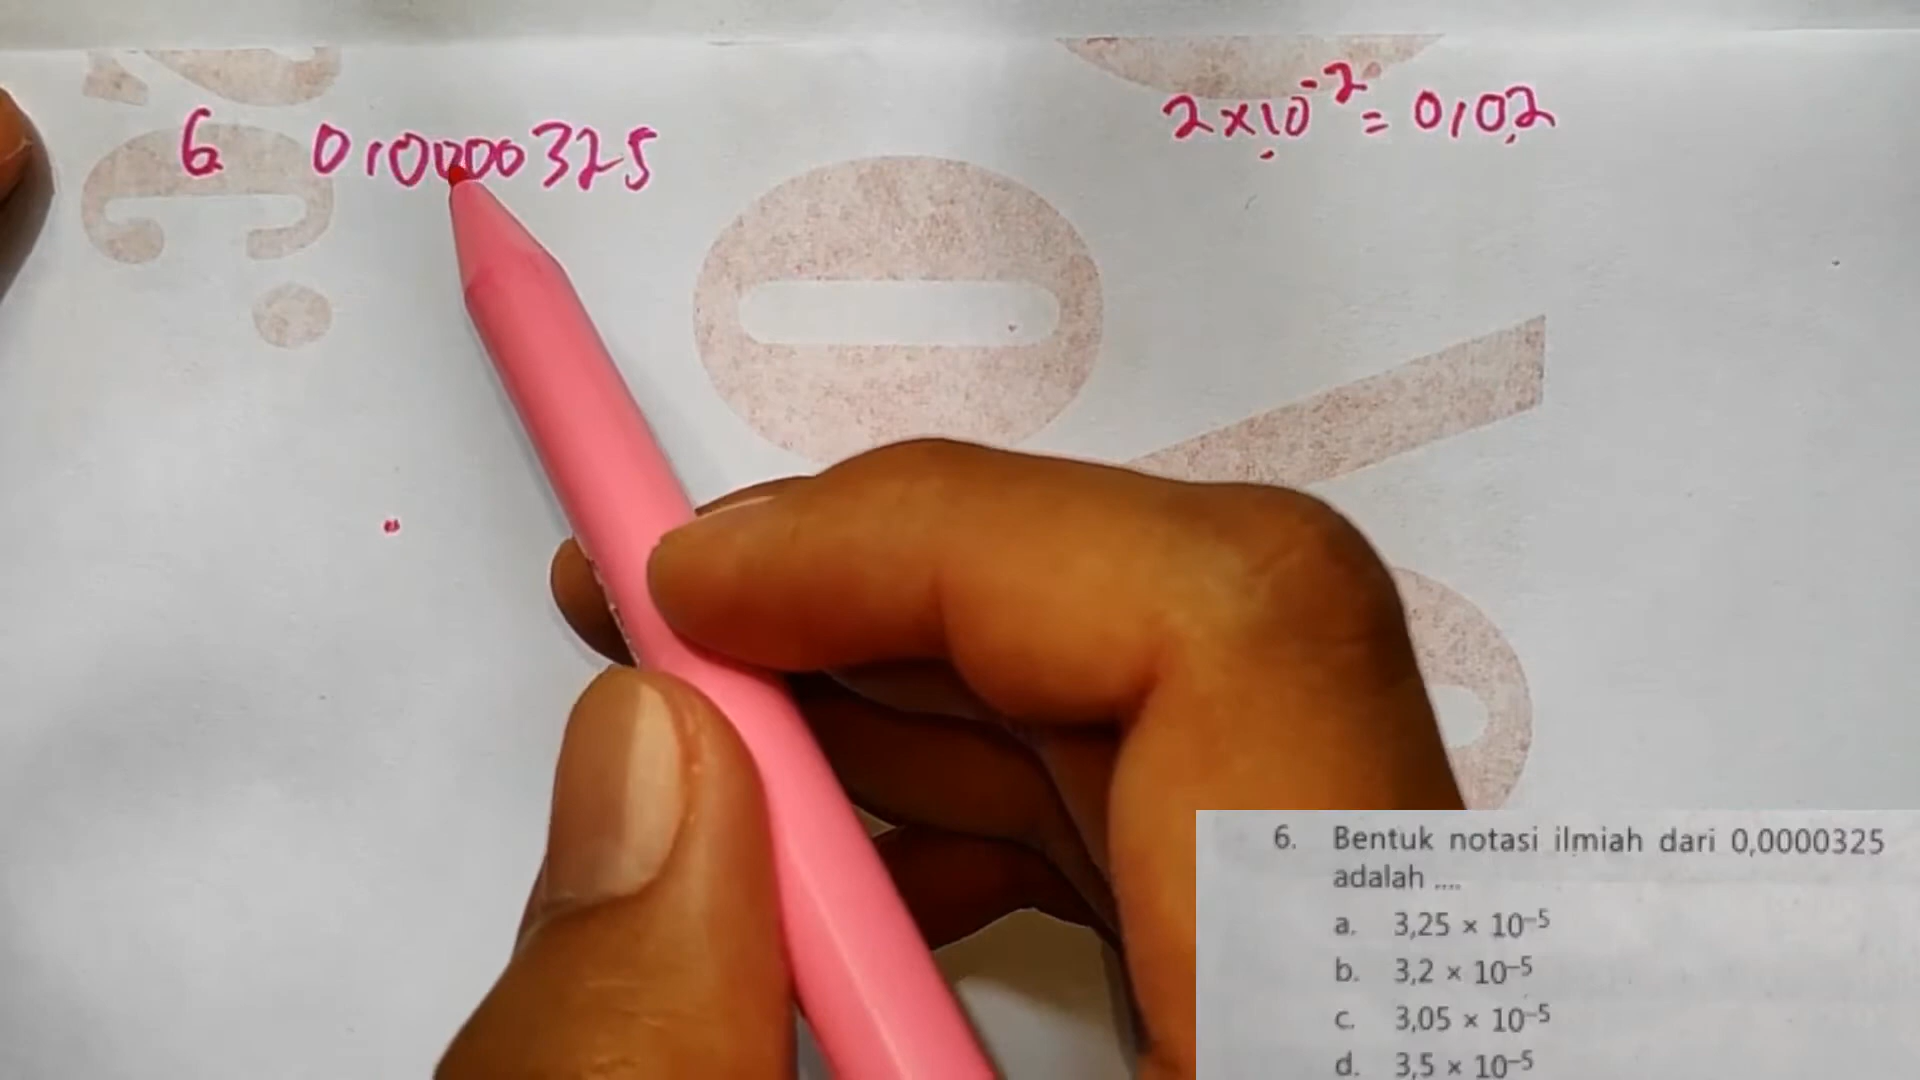 6 0,0000325
2×10⁻² = 0,02
6. Bentuk notasi ilmiah dari 0,0000325
adalah ....
a. 3,25 × 10⁻⁵
b. 3,2 × 10⁻⁵
c. 3,05 × 10⁻⁵
d. 3,5 × 10⁻⁵